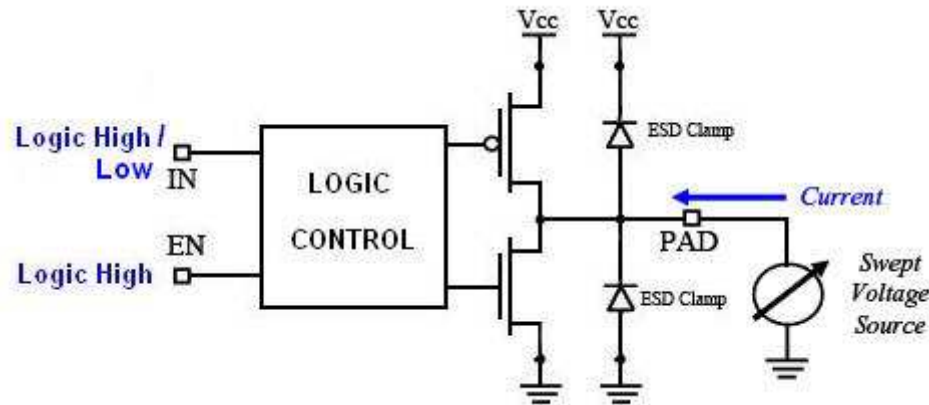 Vcc
Vcc
Logic High /
Low
IN
EN
Logic High
LOGIC
CONTROL
ESD Clamp
ESD Clamp
Current
PAD
Swept
Voltage
Source